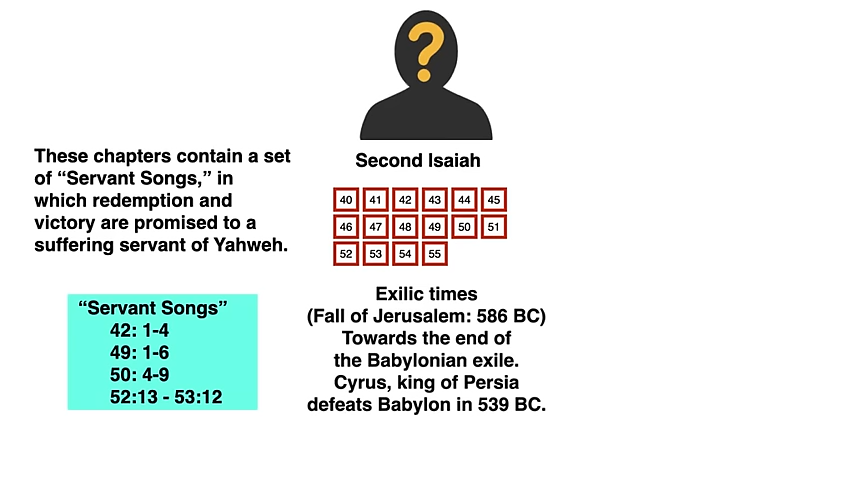 ?
Second Isaiah
These chapters contain a set
of “Servant Songs,” in
which redemption and
victory are promised to a
suffering servant of Yahweh.
40 41 42 43 44 45
46 47 48 49 50 51
52 53 54 55
“Servant Songs”
42: 1-4
49: 1-6
50: 4-9
52:13 - 53:12
Exilic times
(Fall of Jerusalem: 586 BC)
Towards the end of
the Babylonian exile.
Cyrus, king of Persia
defeats Babylon in 539 BC.